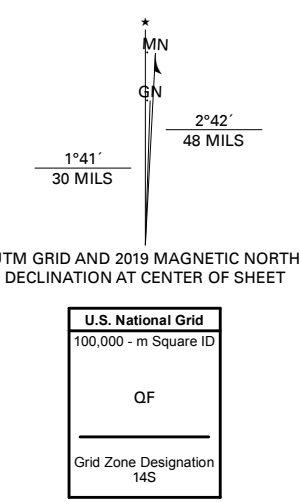 ★
MN
GN
2°42´
48 MILS
1°41´
30 MILS
UTM GRID AND 2019 MAGNETIC NORTH
DECLINATION AT CENTER OF SHEET
U.S. National Grid
100,000 - m Square ID
QF
Grid Zone Designation
14S